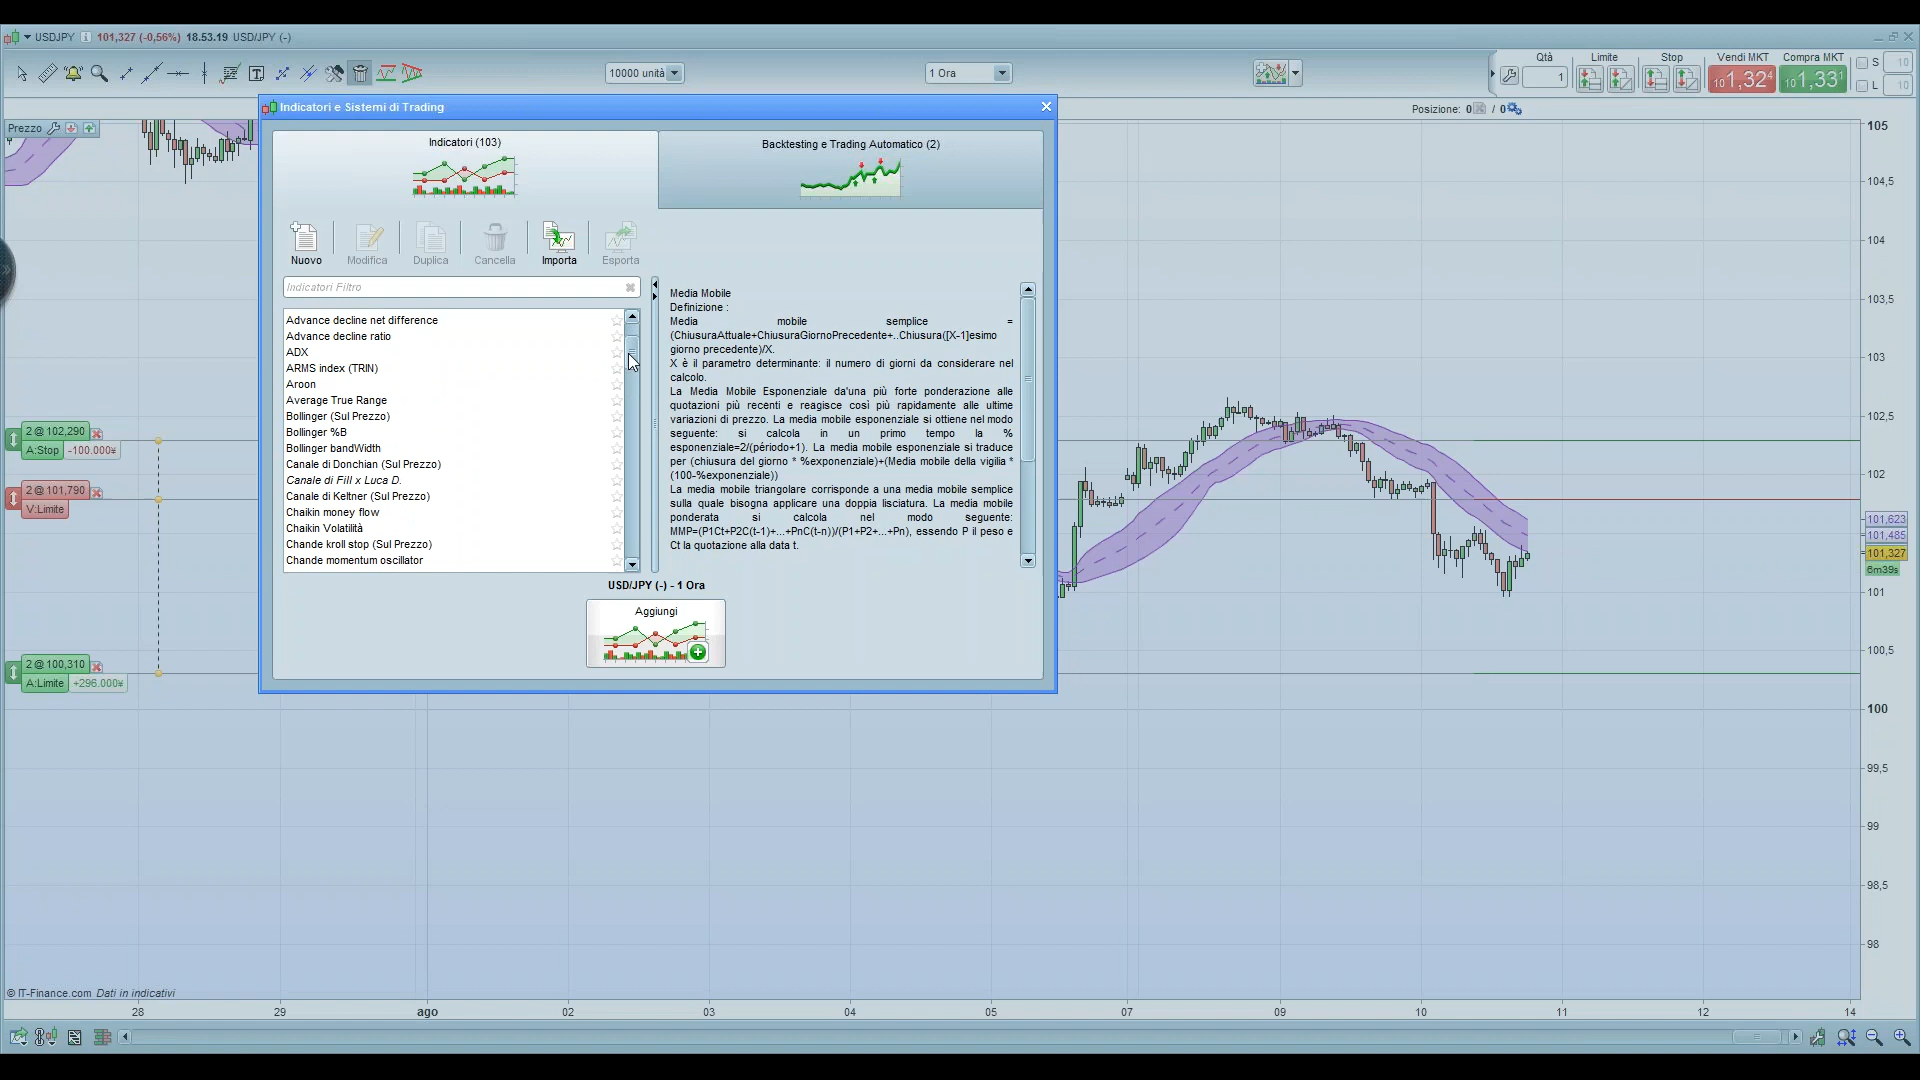 USDJPY 101,327 (-0,56%) 18.53.19 USD/JPY (-)
10000 unità
1 Ora
Qtà
1
Limite
Stop
Vendi MKT
101,32⁴
Compra MKT
101,33¹
S 10
L 10
Posizione: 0 / 0
Prezzo
Indicatori e Sistemi di Trading
Indicatori (103)
Backtesting e Trading Automatico (2)
Nuovo
Modifica
Duplica
Cancella
Importa
Esporta
Indicatori Filtro
Advance decline net difference
Advance decline ratio
ADX
ARMS index (TRIN)
Aroon
Average True Range
Bollinger (Sul Prezzo)
Bollinger %B
Bollinger bandWidth
Canale di Donchian (Sul Prezzo)
Canale di Fill x Luca D.
Canale di Keltner (Sul Prezzo)
Chaikin money flow
Chaikin Volatilità
Chande kroll stop (Sul Prezzo)
Chande momentum oscillator
Media Mobile
Definizione :
Media mobile semplice =
(ChiusuraAttuale+ChiusuraGiornoPrecedente+..Chiusura([X-1]esimo
giorno precedente)/X.
X è il parametro determinante: il numero di giorni da considerare nel
calcolo.
La Media Mobile Esponenziale da'una più forte ponderazione alle
quotazioni più recenti e reagisce così più rapidamente alle ultime
variazioni di prezzo. La media mobile esponenziale si ottiene nel modo
seguente: si calcola in un primo tempo la %
esponenziale=2/(périodo+1). La media mobile esponenziale si traduce
per (chiusura del giorno * %exponenziale)+(Media mobile della vigilia *
(100-%exponenziale))
La media mobile triangolare corrisponde a una media mobile semplice
sulla quale bisogna applicare una doppia lisciatura. La media mobile
ponderata si calcola nel modo seguente:
MMP=(P1Ct+P2C(t-1)+...+PnC(t-n))/(P1+P2+...+Pn), essendo P il peso e
Ct la quotazione alla data t.
USD/JPY (-) - 1 Ora
Aggiungi
2 @ 102,290
A:Stop -100.000¥
2 @ 101,790
V:Limite
2 @ 100,310
A:Limite +296.000¥
105
104,5
104
103,5
103
102,5
102
101,623
101,485
101,327
6m39s
101
100,5
100
99,5
99
98,5
98
© IT-Finance.com Dati in indicativi
28 29 ago 02 03 04 05 07 09 10 11 12 14